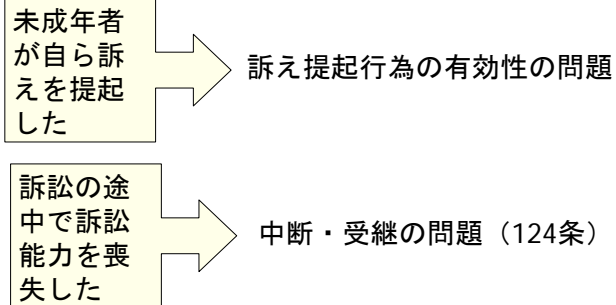 未成年者
が自ら訴
えを提起
した
訴え提起行為の有効性の問題
訴訟の途
中で訴訟
能力を喪
失した
中断・受継の問題（124条）